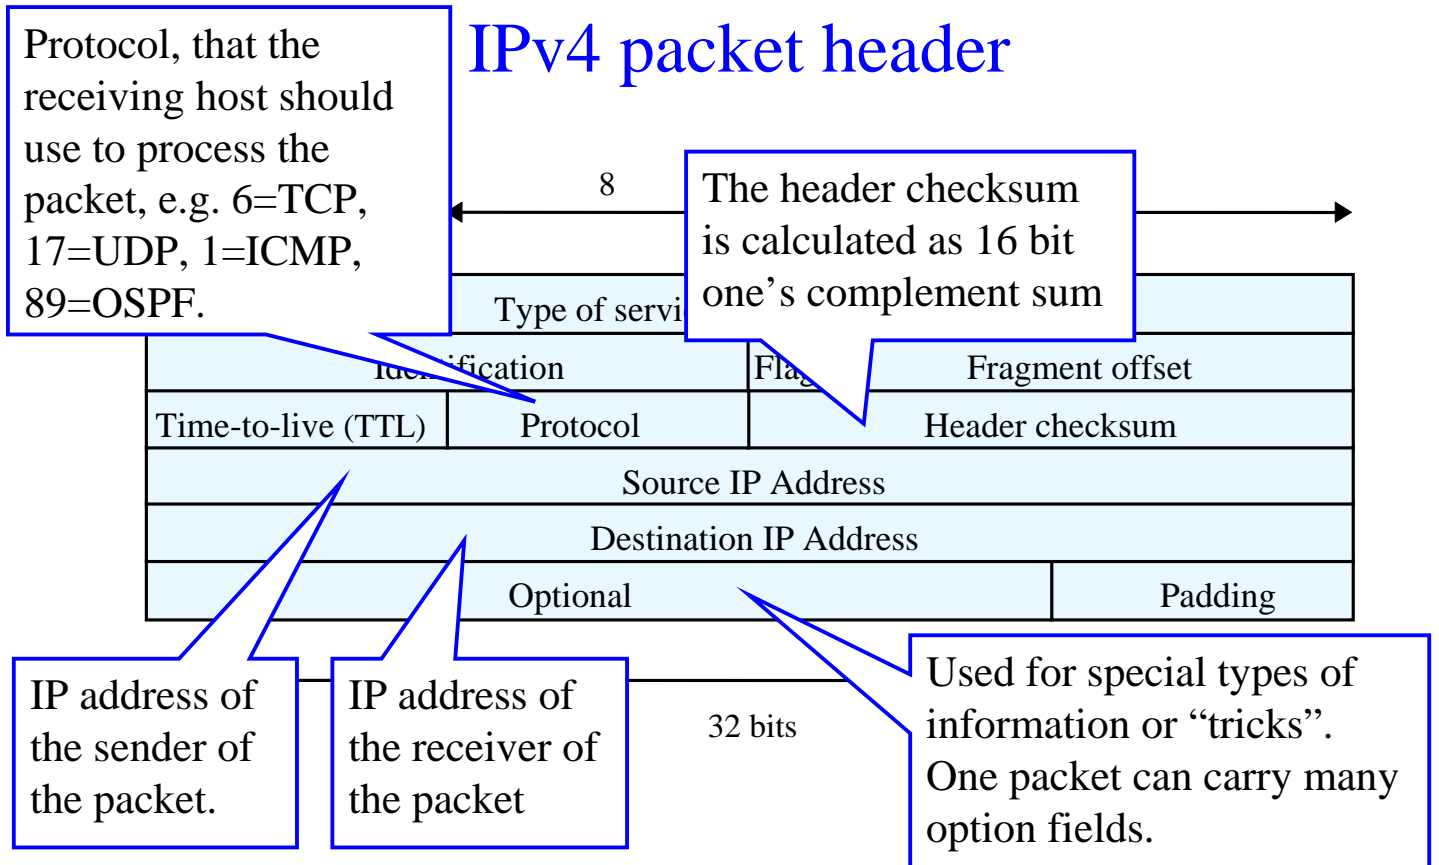 IPv4 packet header
Protocol, that the
receiving host should
use to process the
packet, e.g. 6=TCP,
17=UDP, 1=ICMP,
89=OSPF.
8
The header checksum
is calculated as 16 bit
one’s complement sum
Type of
Identification
Fragment offset
Time-to-live (TTL)
Protocol
Header checksum
Source IP Address
Destination IP Address
Optional
Padding
IP address of
the sender of
the packet.
IP address of
the receiver of
the packet
32 bits
Used for special types of
information or “tricks”.
One packet can carry many
option fields.